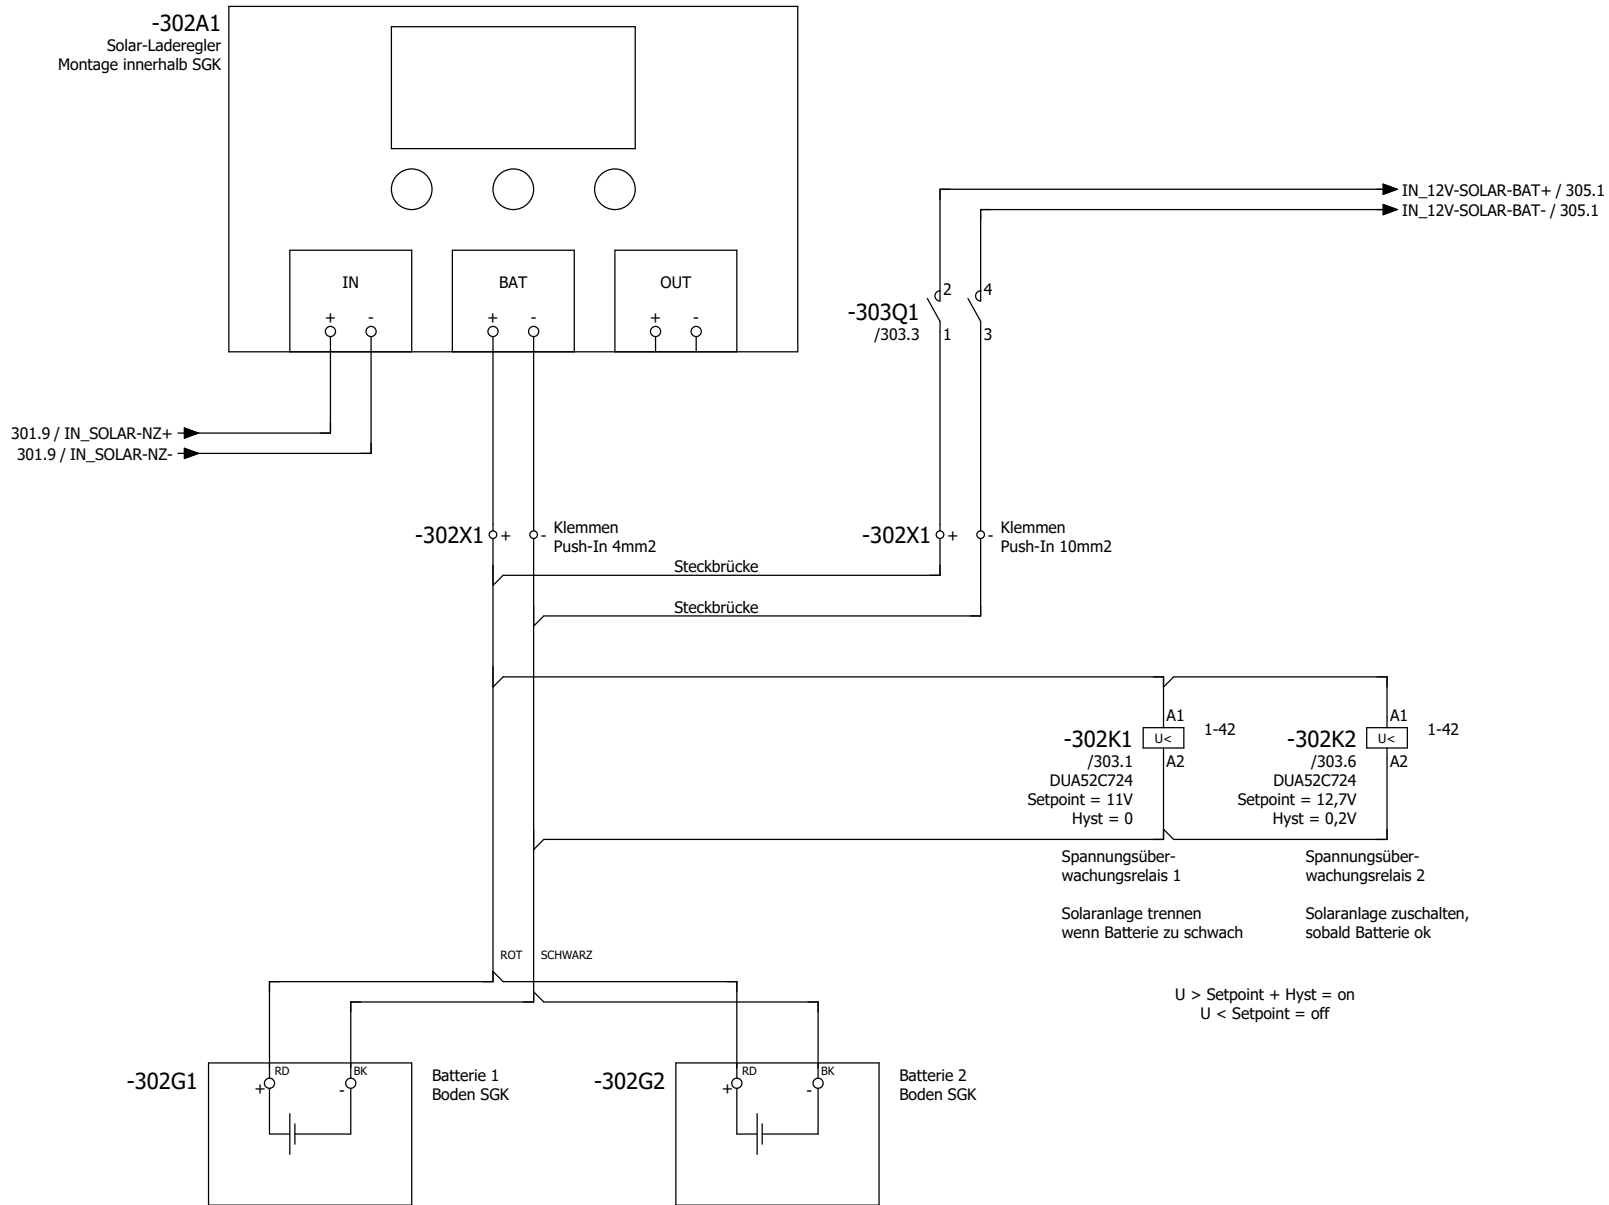 -302A1
Solar-Laderegler
Montage innerhalb SGK
IN
BAT
OUT
+ -
+ -
+ -
IN_12V-SOLAR-BAT+ / 305.1
IN_12V-SOLAR-BAT- / 305.1
-303Q1
/303.3
2
4
1
3
301.9 / IN_SOLAR-NZ+
301.9 / IN_SOLAR-NZ-
-302X1
+
-
Klemmen
Push-In 4mm2
-302X1
+
-
Klemmen
Push-In 10mm2
Steckbrücke
Steckbrücke
-302K1
/303.1
DUA52C724
Setpoint = 11V
Hyst = 0
A1
U<
A2
1-42
-302K2
/303.6
DUA52C724
Setpoint = 12,7V
Hyst = 0,2V
A1
U<
A2
1-42
Spannungsüber-
wachungsrelais 1
Solaranlage trennen
wenn Batterie zu schwach
Spannungsüber-
wachungsrelais 2
Solaranlage zuschalten,
sobald Batterie ok
U > Setpoint + Hyst = on
U < Setpoint = off
ROT
SCHWARZ
-302G1
RD
BK
+
-
Batterie 1
Boden SGK
-302G2
RD
BK
+
-
Batterie 2
Boden SGK